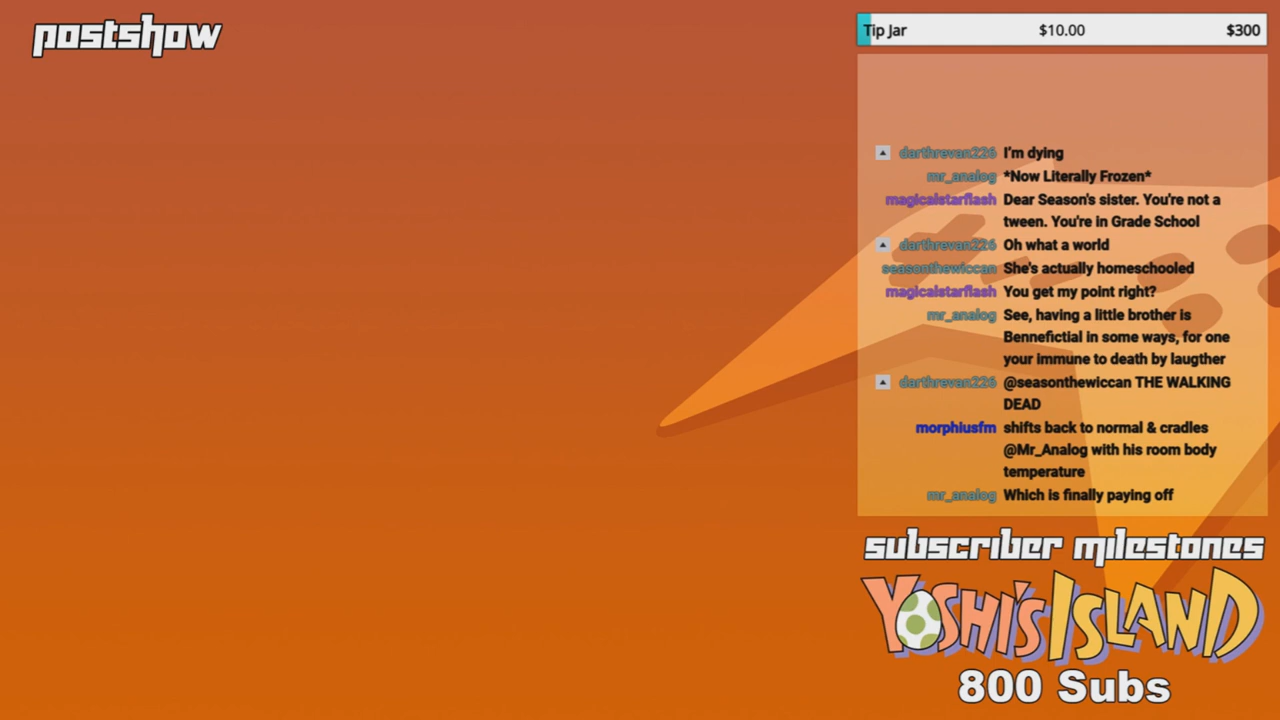 postshow
Tip Jar $10.00 $300
darthrevan226 I'm dying
mr_analog *Now Literally Frozen*
magicalstarflash Dear Season's sister. You're not a
tween. You're in Grade School
darthrevan226 Oh what a world
seasonthewiccan She's actually homeschooled
magicalstarflash You get my point right?
mr_analog See, having a little brother is
Bennefictial in some ways, for one
your immune to death by laugther
darthrevan226 @seasonthewiccan THE WALKING
DEAD
morphiusfm shifts back to normal & cradles
@Mr_Analog with his room body
temperature
mr_analog Which is finally paying off
subscriber milestones
YOSHI'S ISLAND
800 Subs